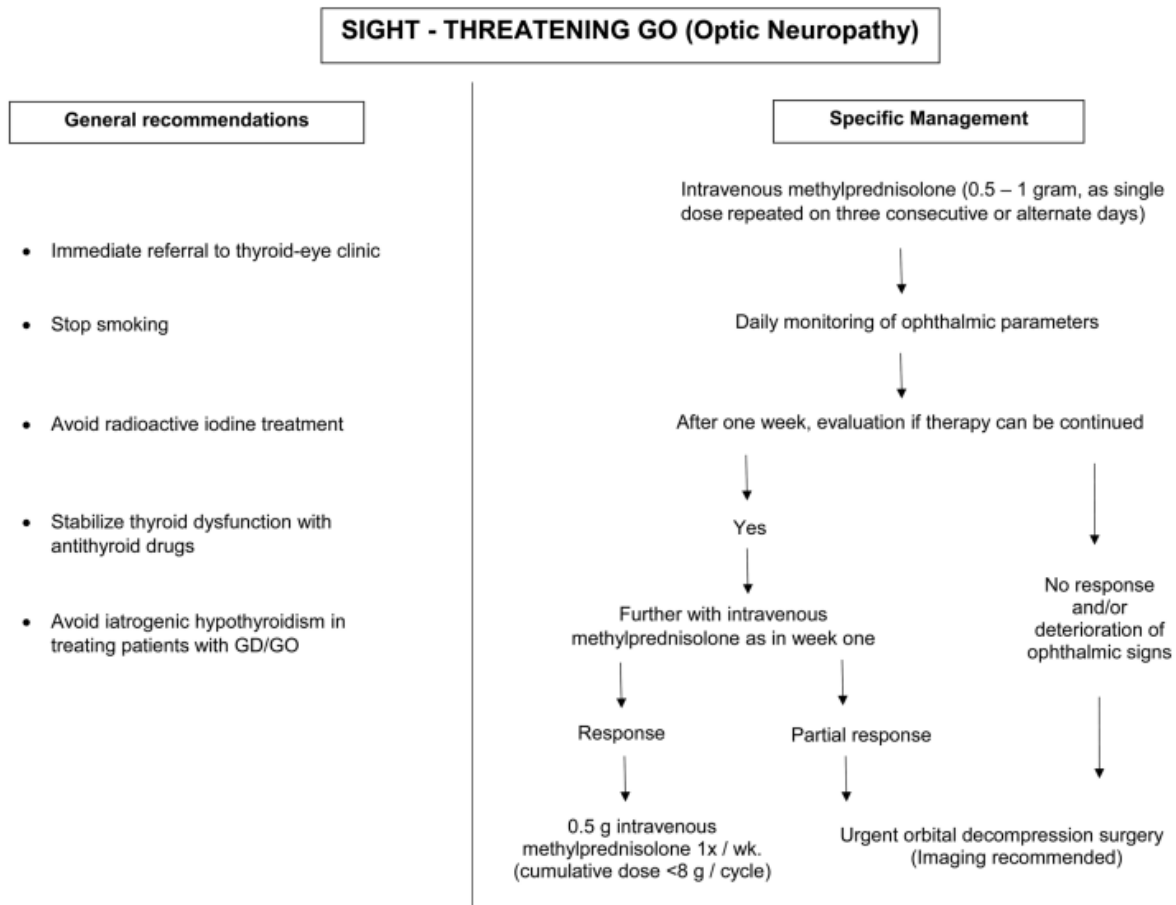 SIGHT - THREATENING GO (Optic Neuropathy)
General recommendations
• Immediate referral to thyroid-eye clinic
• Stop smoking
• Avoid radioactive iodine treatment
• Stabilize thyroid dysfunction with
antithyroid drugs
• Avoid iatrogenic hypothyroidism in
treating patients with GD/GO
Specific Management
Intravenous methylprednisolone (0.5 – 1 gram, as single
dose repeated on three consecutive or alternate days)
Daily monitoring of ophthalmic parameters
After one week, evaluation if therapy can be continued
Yes
Further with intravenous
methylprednisolone as in week one
No response
and/or
deterioration of
ophthalmic signs
Response
Partial response
0.5 g intravenous
methylprednisolone 1x / wk.
(cumulative dose <8 g / cycle)
Urgent orbital decompression surgery
(Imaging recommended)